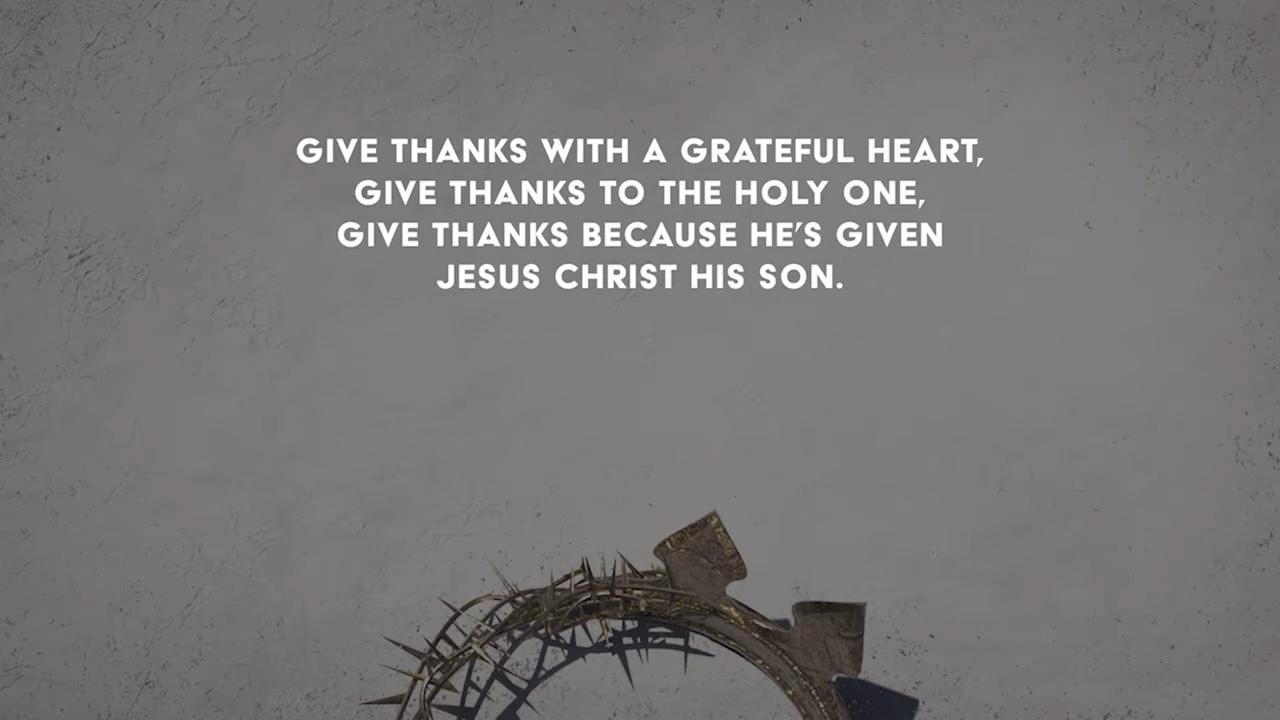 GIVE THANKS WITH A GRATEFUL HEART,
GIVE THANKS TO THE HOLY ONE,
GIVE THANKS BECAUSE HE’S GIVEN
JESUS CHRIST HIS SON.